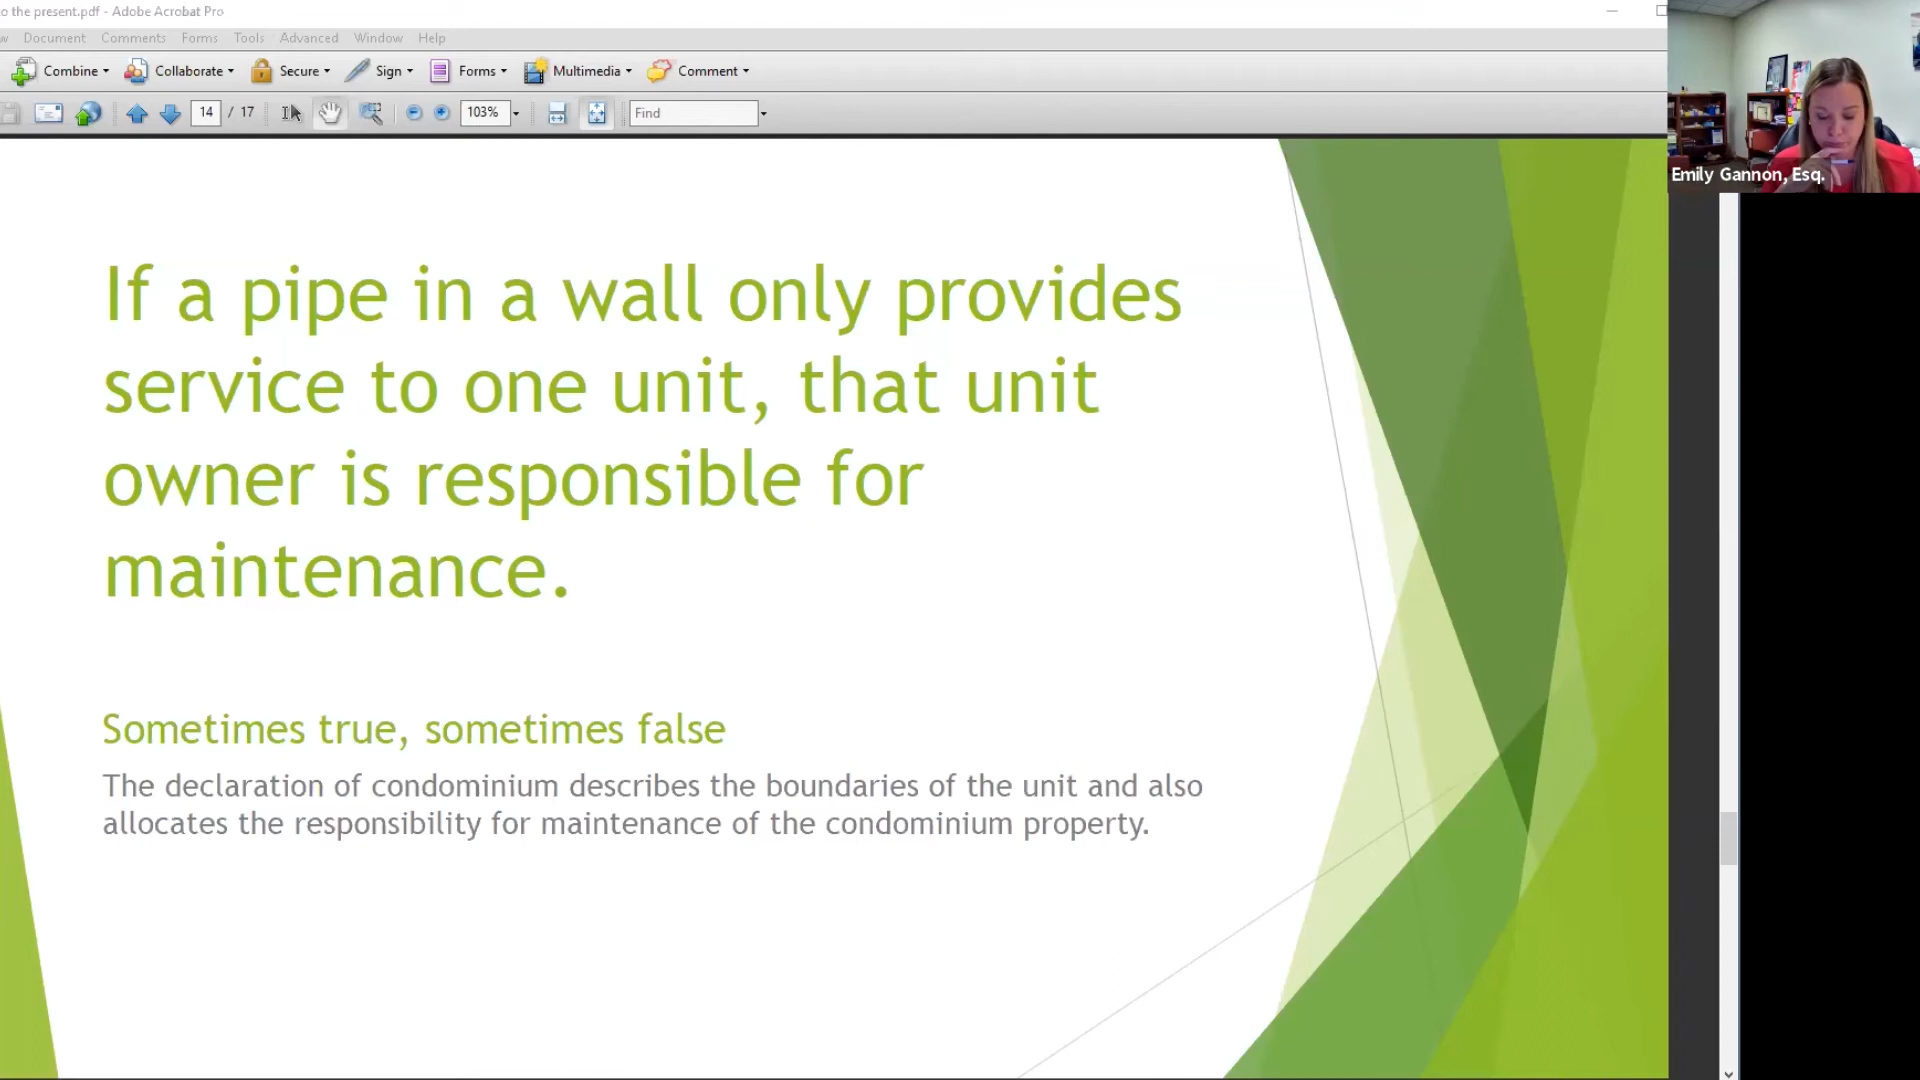 o the present.pdf - Adobe Acrobat Pro
w Document Comments Forms Tools Advanced Window Help
Combine Collaborate Secure Sign Forms Multimedia Comment
14 / 17 103% Find
Emily Gannon, Esq.
If a pipe in a wall only provides
service to one unit, that unit
owner is responsible for
maintenance.
Sometimes true, sometimes false
The declaration of condominium describes the boundaries of the unit and also
allocates the responsibility for maintenance of the condominium property.